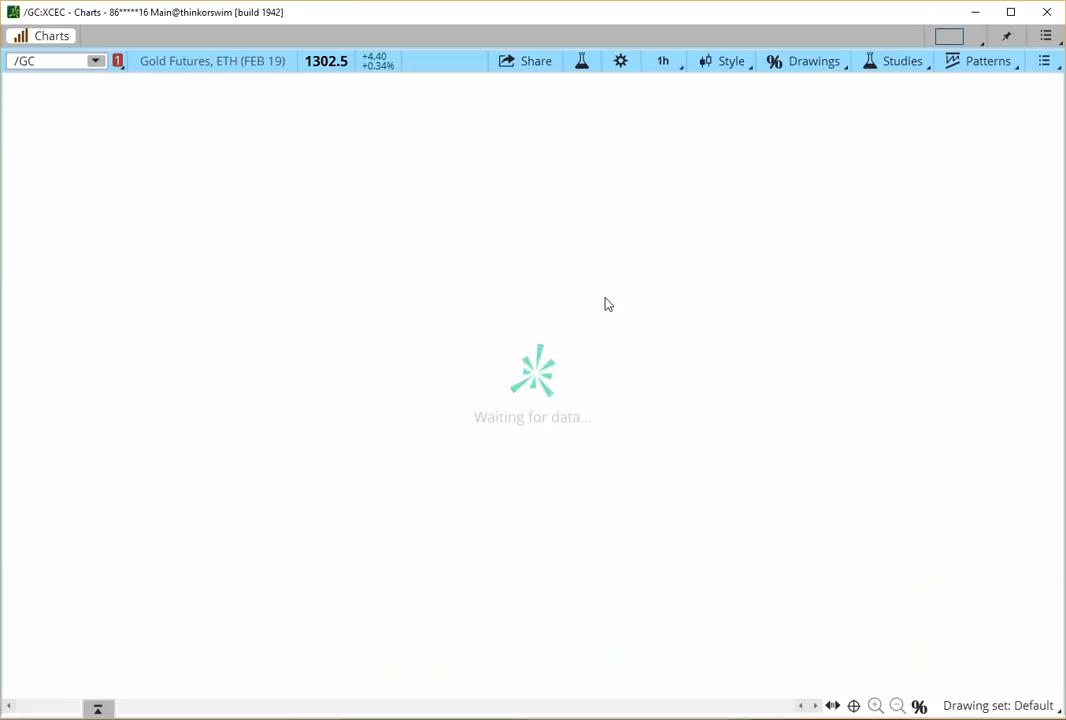 /GC:XCEC - Charts - 86*****16 Main@thinkorswim [build 1942]
Charts
/GC 1 Gold Futures, ETH (FEB 19) 1302.5 +4.40 +0.34% Share 1h Style Drawings Studies Patterns
Waiting for data...
Drawing set: Default